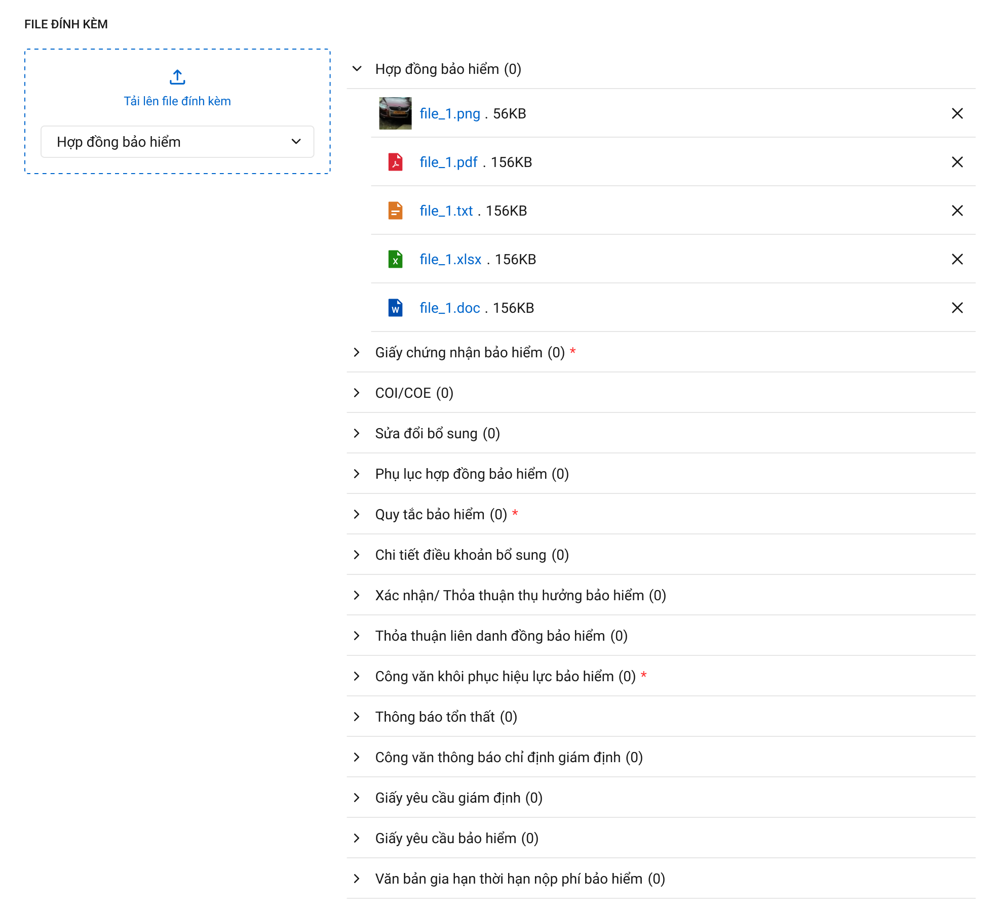 FILE ĐÍNH KÈM
Tải lên file đính kèm
Hợp đồng bảo hiểm
Hợp đồng bảo hiểm (0)
file_1.png . 56KB
file_1.pdf . 156KB
file_1.txt . 156KB
file_1.xlsx . 156KB
file_1.doc . 156KB
Giấy chứng nhận bảo hiểm (0) *
COI/COE (0)
Sửa đổi bổ sung (0)
Phụ lục hợp đồng bảo hiểm (0)
Quy tắc bảo hiểm (0) *
Chi tiết điều khoản bổ sung (0)
Xác nhận/ Thỏa thuận thụ hưởng bảo hiểm (0)
Thỏa thuận liên danh đồng bảo hiểm (0)
Công văn khôi phục hiệu lực bảo hiểm (0) *
Thông báo tổn thất (0)
Công văn thông báo chỉ định giám định (0)
Giấy yêu cầu giám định (0)
Giấy yêu cầu bảo hiểm (0)
Văn bản gia hạn thời hạn nộp phí bảo hiểm (0)